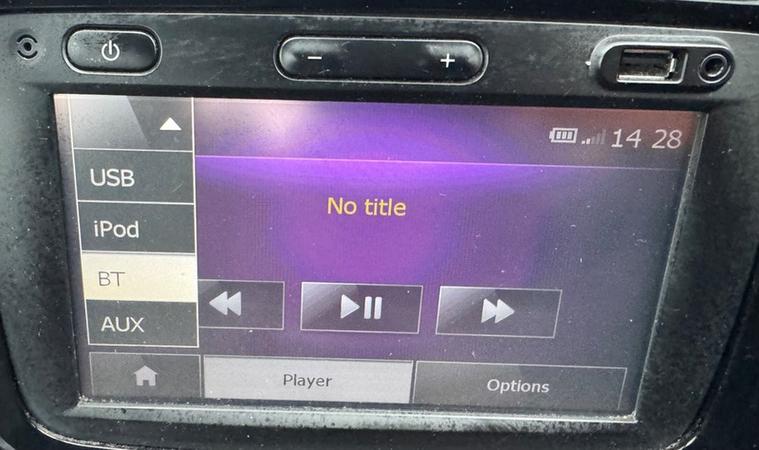 14 28
USB
No title
iPod
BT
AUX
Player
Options